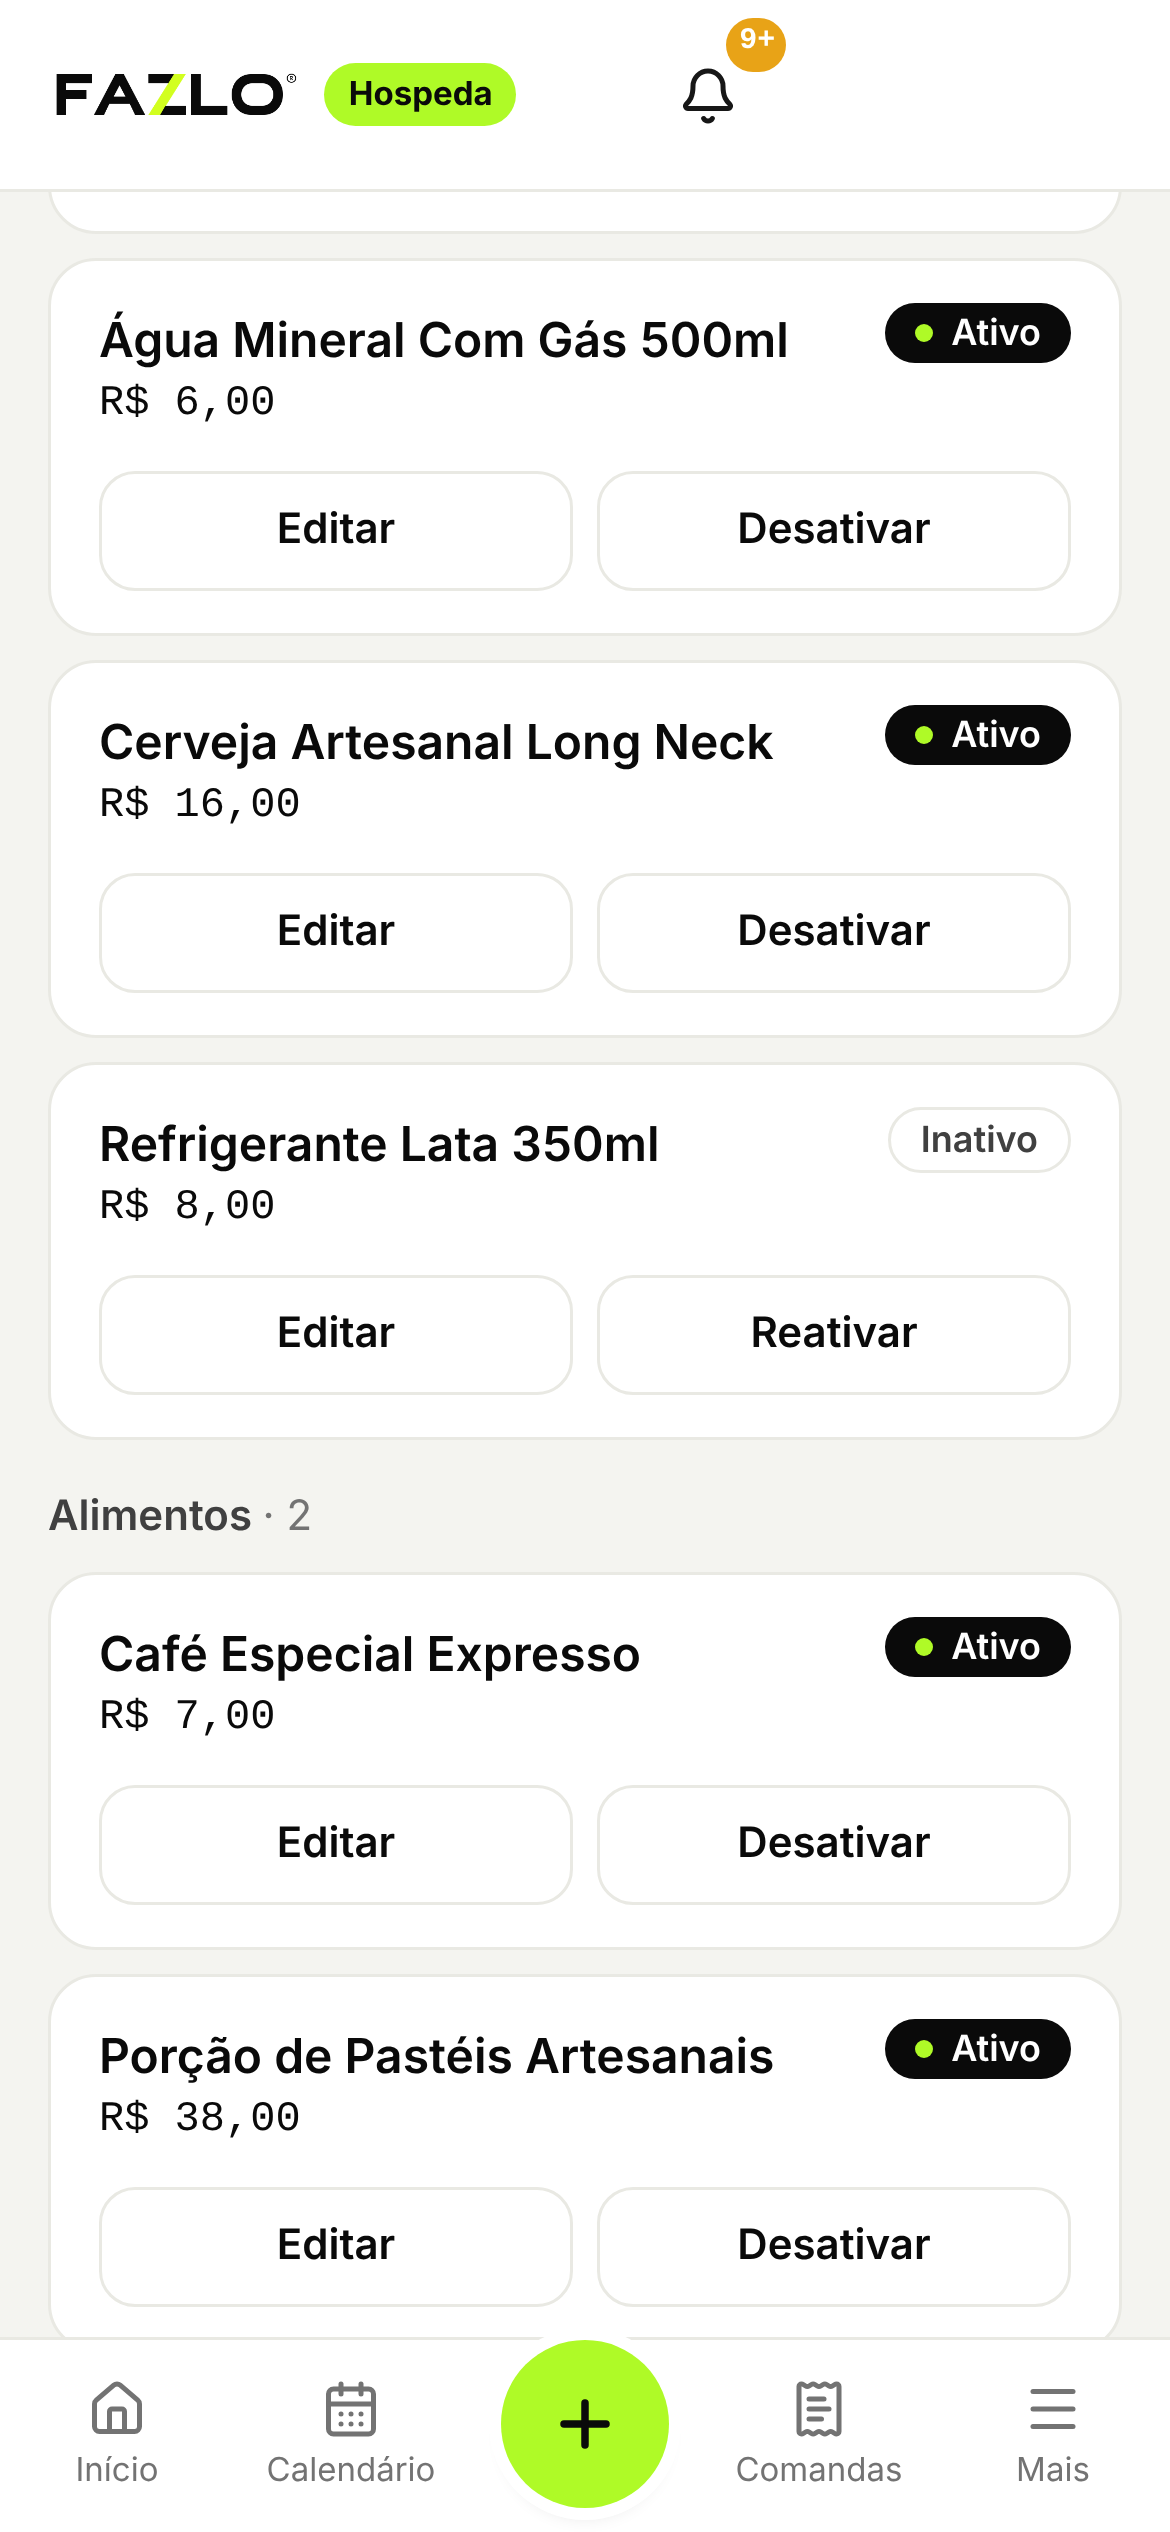 FAZLO®
Hospeda
9+
Água Mineral Com Gás 500ml
Ativo
R$ 6,00
Editar
Desativar
Cerveja Artesanal Long Neck
Ativo
R$ 16,00
Editar
Desativar
Refrigerante Lata 350ml
Inativo
R$ 8,00
Editar
Reativar
Alimentos · 2
Café Especial Expresso
Ativo
R$ 7,00
Editar
Desativar
Porção de Pastéis Artesanais
Ativo
R$ 38,00
Editar
Desativar
Início
Calendário
Comandas
Mais